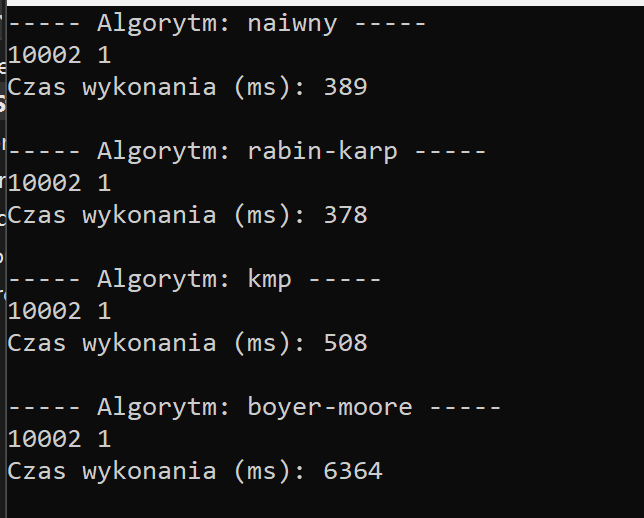 ----- Algorytm: naiwny -----
10002 1
Czas wykonania (ms): 389
----- Algorytm: rabin-karp -----
10002 1
Czas wykonania (ms): 378
----- Algorytm: kmp -----
10002 1
Czas wykonania (ms): 508
----- Algorytm: boyer-moore -----
10002 1
Czas wykonania (ms): 6364